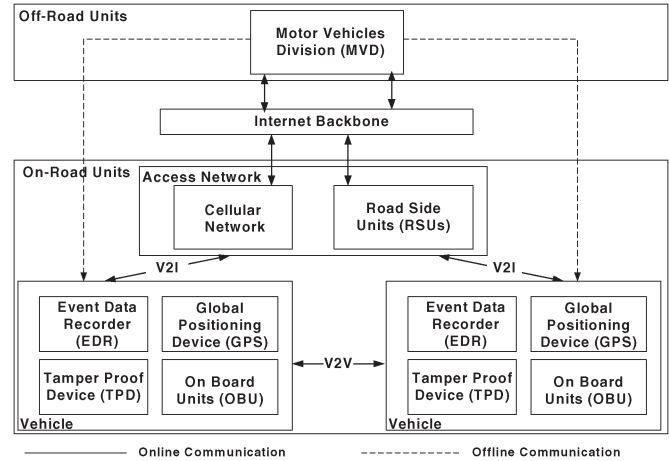 Off-Road Units
Motor Vehicles
Division (MVD)
Internet Backbone
On-Road Units
Access Network
Cellular
Network
Road Side
Units (RSUs)
V2I
V2I
Event Data
Recorder
(EDR)
Global
Positioning
Device (GPS)
Tamper Proof
Device (TPD)
On Board
Units (OBU)
Vehicle
V2V
Event Data
Recorder
(EDR)
Global
Positioning
Device (GPS)
Tamper Proof
Device (TPD)
On Board
Units (OBU)
Vehicle
Online Communication
Offline Communication